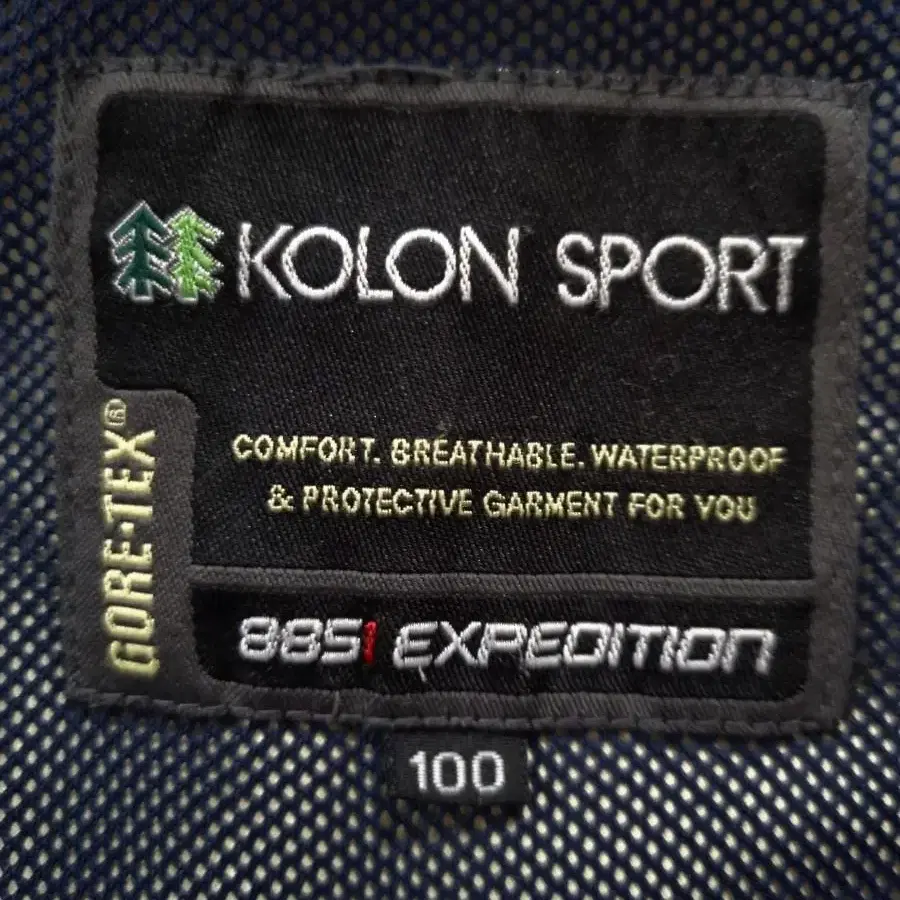 KOLON SPORT
COMFORT. BREATHABLE. WATERPROOF
& PROTECTIVE GARMENT FOR YOU
GORE-TEX®
8851 EXPEDITION
100